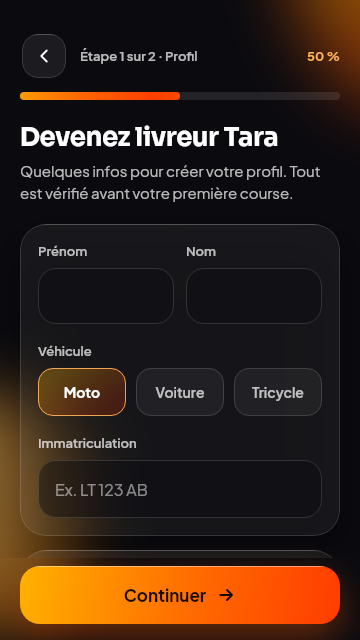 Étape 1 sur 2 · Profil
50 %
Devenez livreur Tara
Quelques infos pour créer votre profil. Tout
est vérifié avant votre première course.
Prénom
Nom
Véhicule
Moto
Voiture
Tricycle
Immatriculation
Ex. LT 123 AB
Continuer →